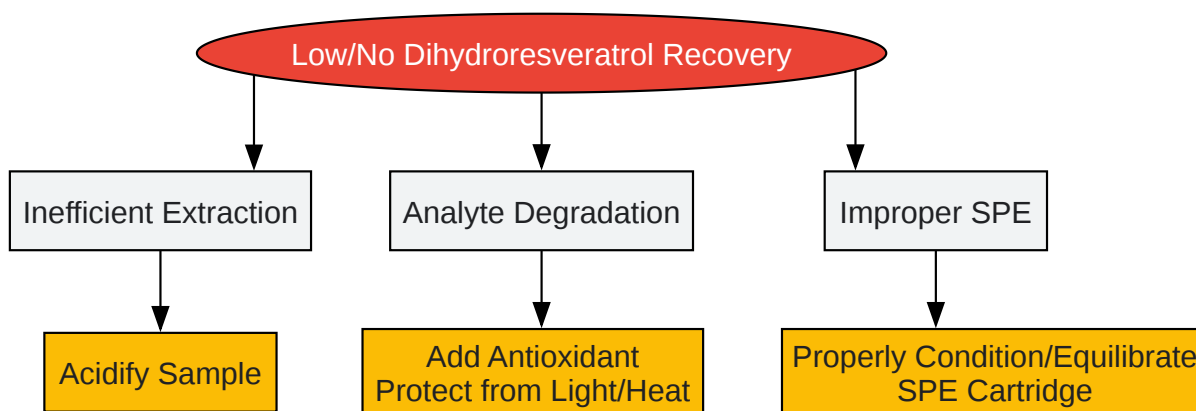 Low/No Dihydroresveratrol Recovery
Inefficient Extraction
Analyte Degradation
Improper SPE
Acidify Sample
Add Antioxidant
Protect from Light/Heat
Properly Condition/Equilibrate
SPE Cartridge